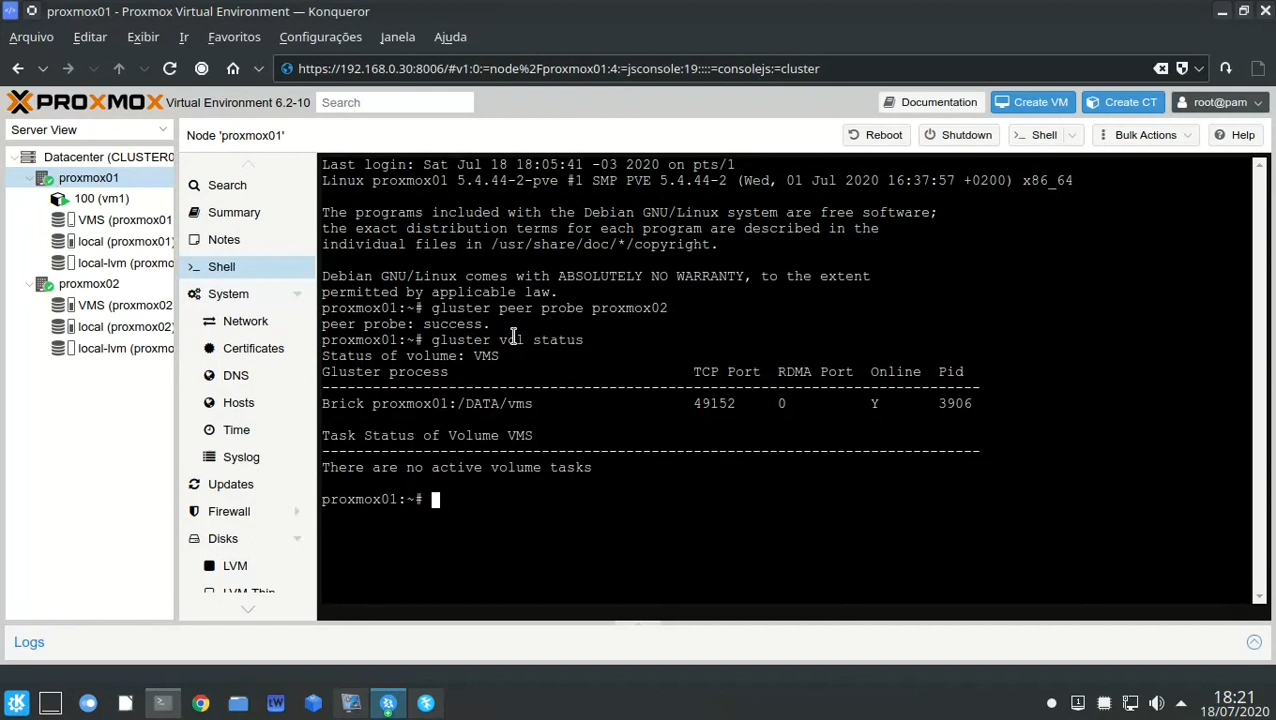 proxmox01 - Proxmox Virtual Environment — Konqueror
Arquivo Editar Exibir Ir Favoritos Configurações Janela Ajuda
https://192.168.0.30:8006/#v1:0:=node%2Fproxmox01:4:=jsconsole:19::::=consolejs:=cluster
PROXMOX Virtual Environment 6.2-10 Search Documentation Create VM Create CT root@pam
Server View
Node 'proxmox01' Reboot Shutdown Shell Bulk Actions Help
Datacenter (CLUSTER0
proxmox01
100 (vm1)
VMS (proxmox01
local (proxmox01)
local-lvm (proxmo
proxmox02
VMS (proxmox02
local (proxmox02)
local-lvm (proxmo
Search
Summary
Notes
Shell
System
Network
Certificates
DNS
Hosts
Time
Syslog
Updates
Firewall
Disks
LVM
LVM-Thin
Last login: Sat Jul 18 18:05:41 -03 2020 on pts/1
Linux proxmox01 5.4.44-2-pve #1 SMP PVE 5.4.44-2 (Wed, 01 Jul 2020 16:37:57 +0200) x86_64
The programs included with the Debian GNU/Linux system are free software;
the exact distribution terms for each program are described in the
individual files in /usr/share/doc/*/copyright.
Debian GNU/Linux comes with ABSOLUTELY NO WARRANTY, to the extent
permitted by applicable law.
proxmox01:~# gluster peer probe proxmox02
peer probe: success.
proxmox01:~# gluster vol status
Status of volume: VMS
Gluster process TCP Port RDMA Port Online Pid
------------------------------------------------------------------------------
Brick proxmox01:/DATA/vms 49152 0 Y 3906
Task Status of Volume VMS
------------------------------------------------------------------------------
There are no active volume tasks
proxmox01:~#
Logs
18:21
18/07/2020